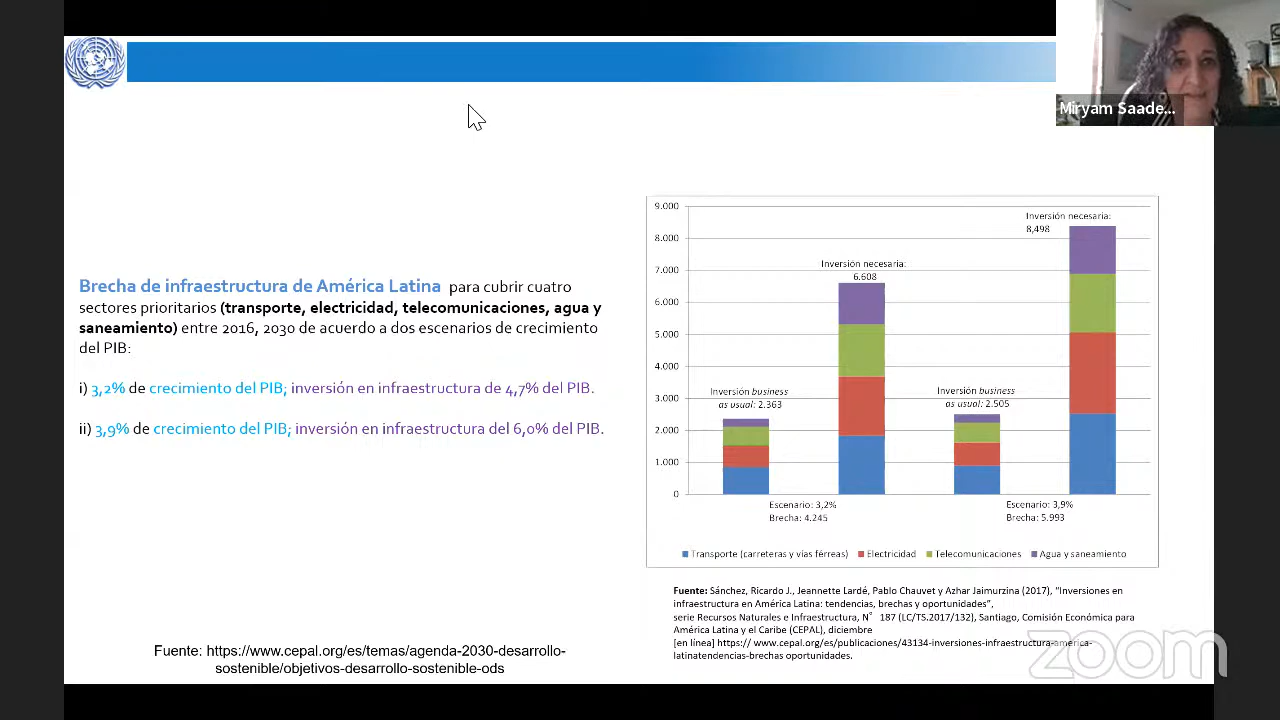 Miryam Saade...
Brecha de infraestructura de América Latina para cubrir cuatro
sectores prioritarios (transporte, electricidad, telecomunicaciones, agua y
saneamiento) entre 2016, 2030 de acuerdo a dos escenarios de crecimiento
del PIB:
i) 3,2% de crecimiento del PIB; inversión en infraestructura de 4,7% del PIB.
ii) 3,9% de crecimiento del PIB; inversión en infraestructura del 6,0% del PIB.
Fuente: https://www.cepal.org/es/temas/agenda-2030-desarrollo-
sostenible/objetivos-desarrollo-sostenible-ods
9.000
8.000
7.000
6.000
5.000
4.000
3.000
2.000
1.000
0
Inversión business
as usual: 2.363
Inversión necesaria:
6.608
Inversión business
as usual: 2.505
Inversión necesaria:
8,498
Escenario: 3,2%
Brecha: 4.245
Escenario: 3,9%
Brecha: 5.993
Transporte (carreteras y vías férreas) Electricidad Telecomunicaciones Agua y saneamiento
Fuente: Sánchez, Ricardo J., Jeannette Lardé, Pablo Chauvet y Azhar Jaimurzina (2017), “Inversiones en
infraestructura en América Latina: tendencias, brechas y oportunidades”,
serie Recursos Naturales e Infraestructura, N° 187 (LC/TS.2017/132), Santiago, Comisión Económica para
América Latina y el Caribe (CEPAL), diciembre
[en línea] https:// www.cepal.org/es/publicaciones/43134-inversiones-infraestructura-america-
latinatendencias-brechas oportunidades.
zoom